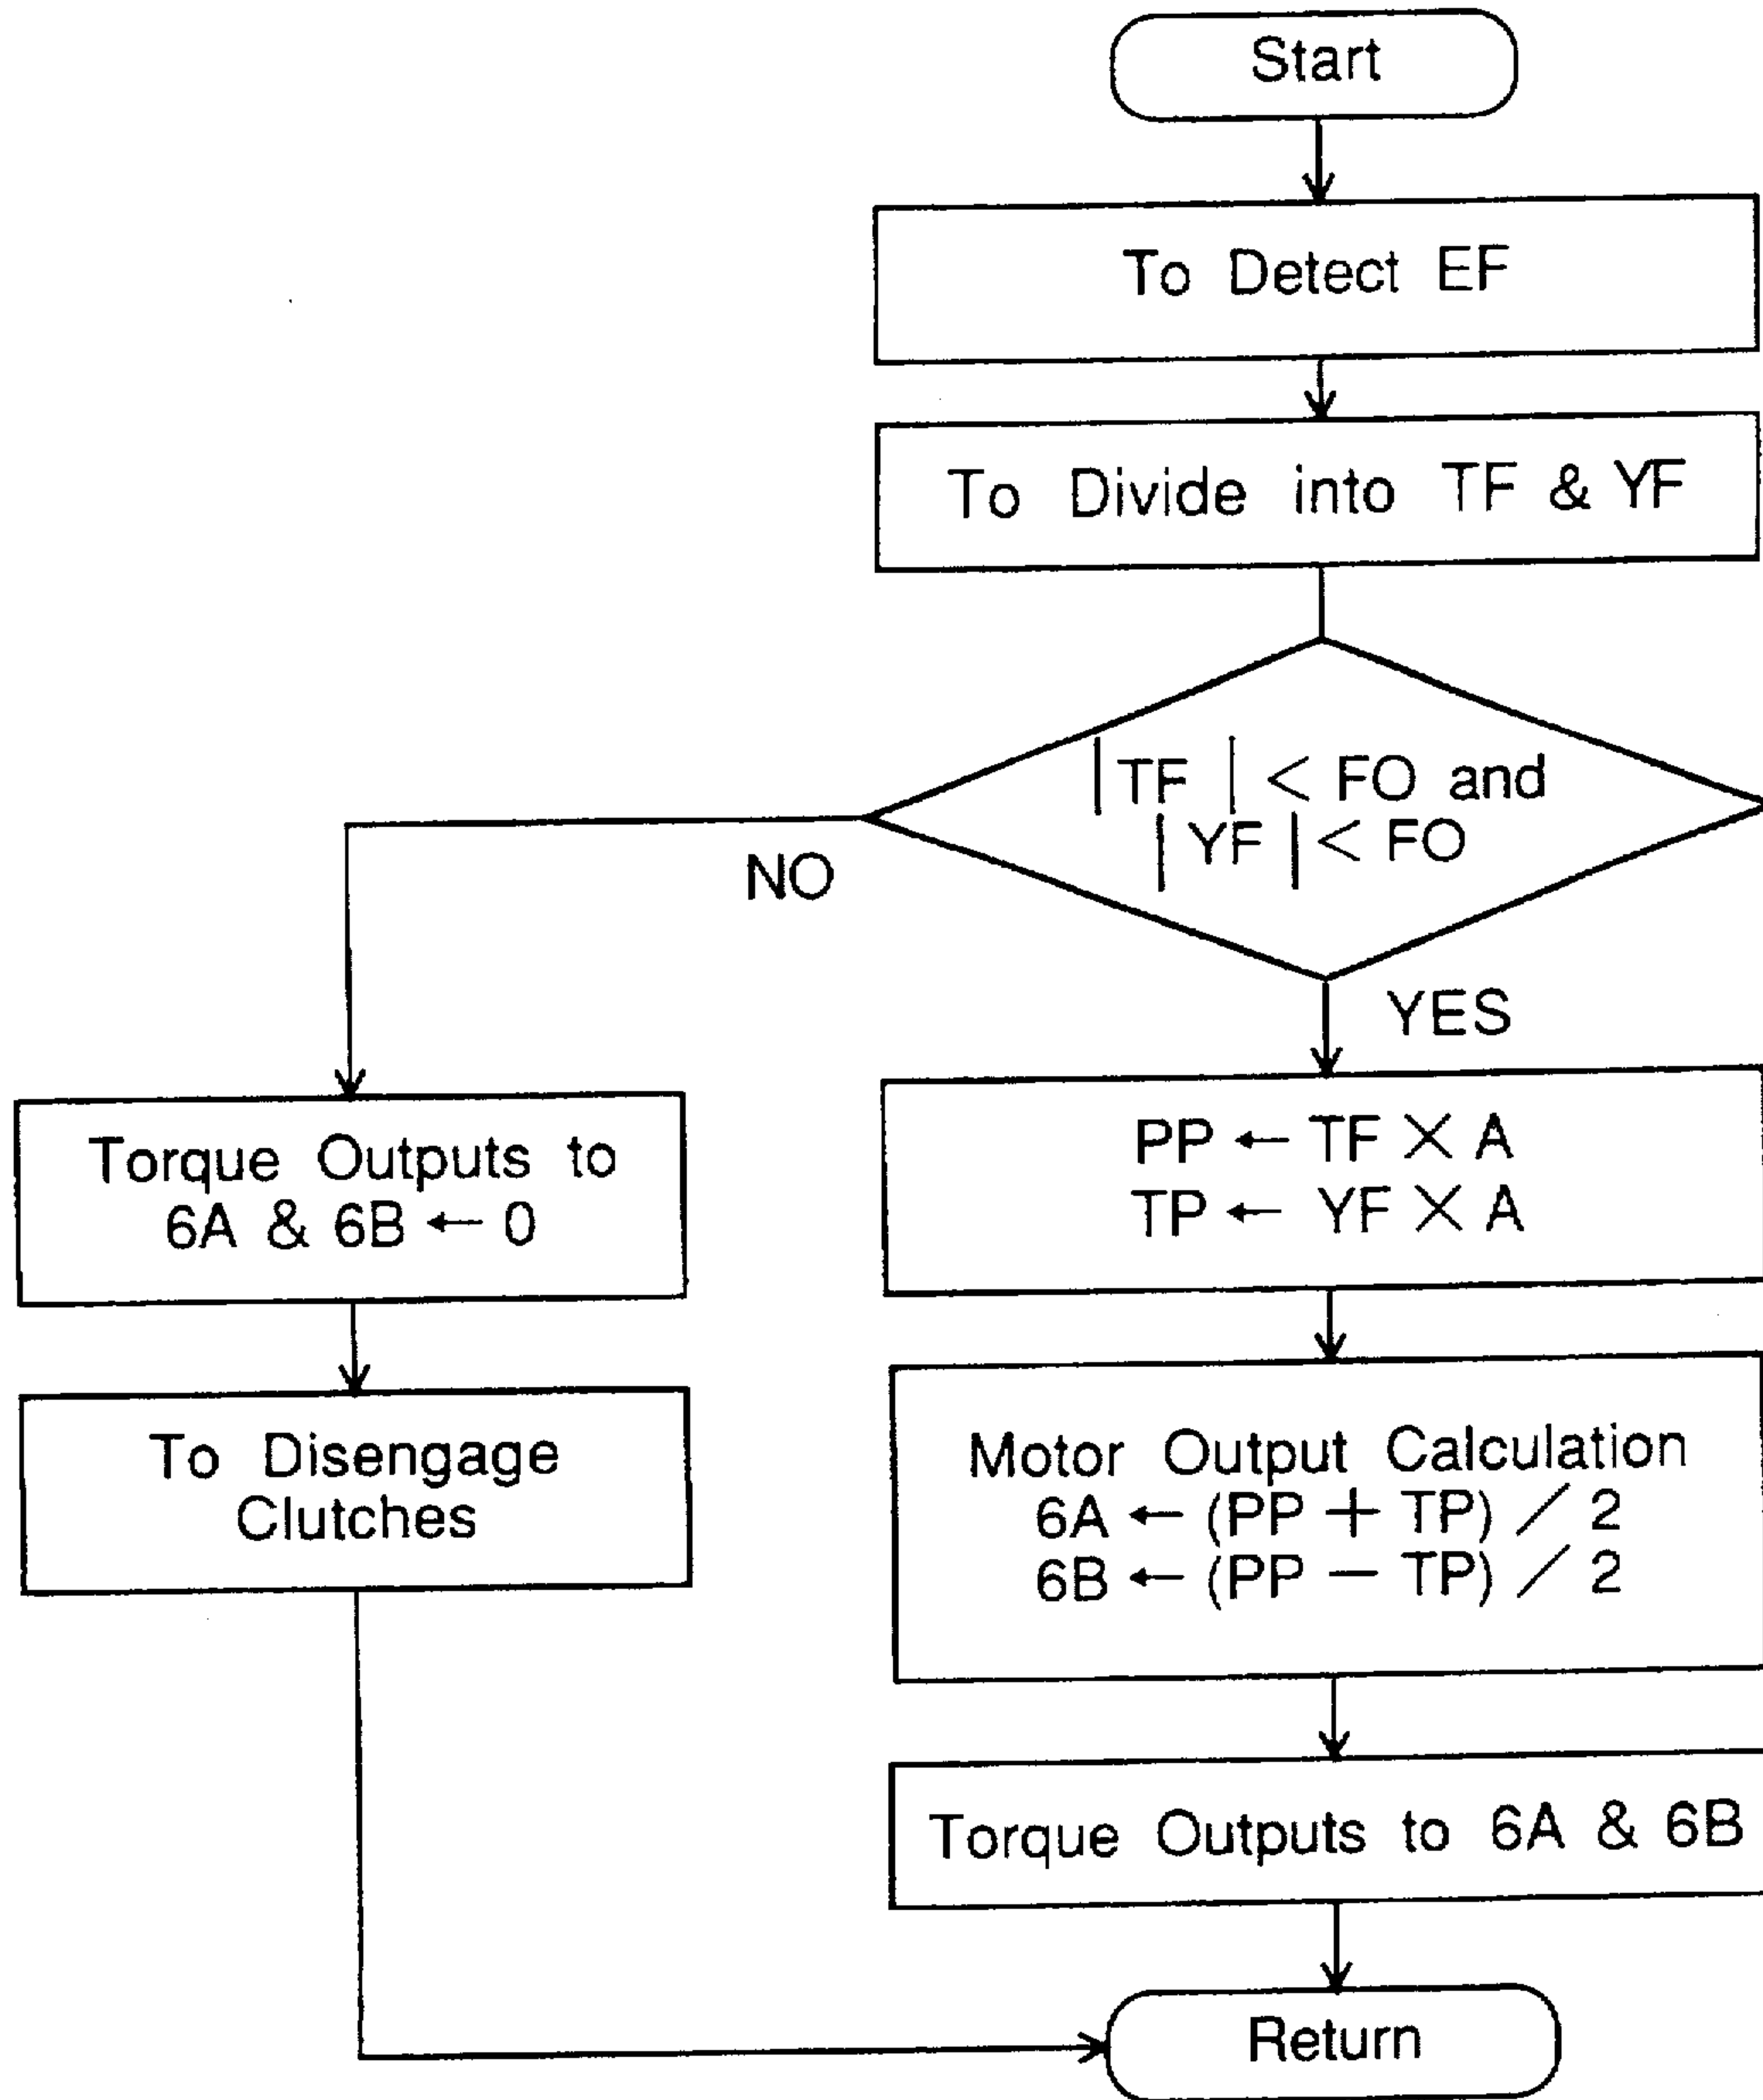 Start
To Detect EF
To Divide into TF & YF
| TF | < FO and
| YF | < FO
NO
YES
PP ← TF × A
TP ← YF × A
Torque Outputs to
6A & 6B ← 0
Motor Output Calculation
6A ← (PP + TP) / 2
6B ← (PP − TP) / 2
To Disengage
Clutches
Torque Outputs to 6A & 6B
Return